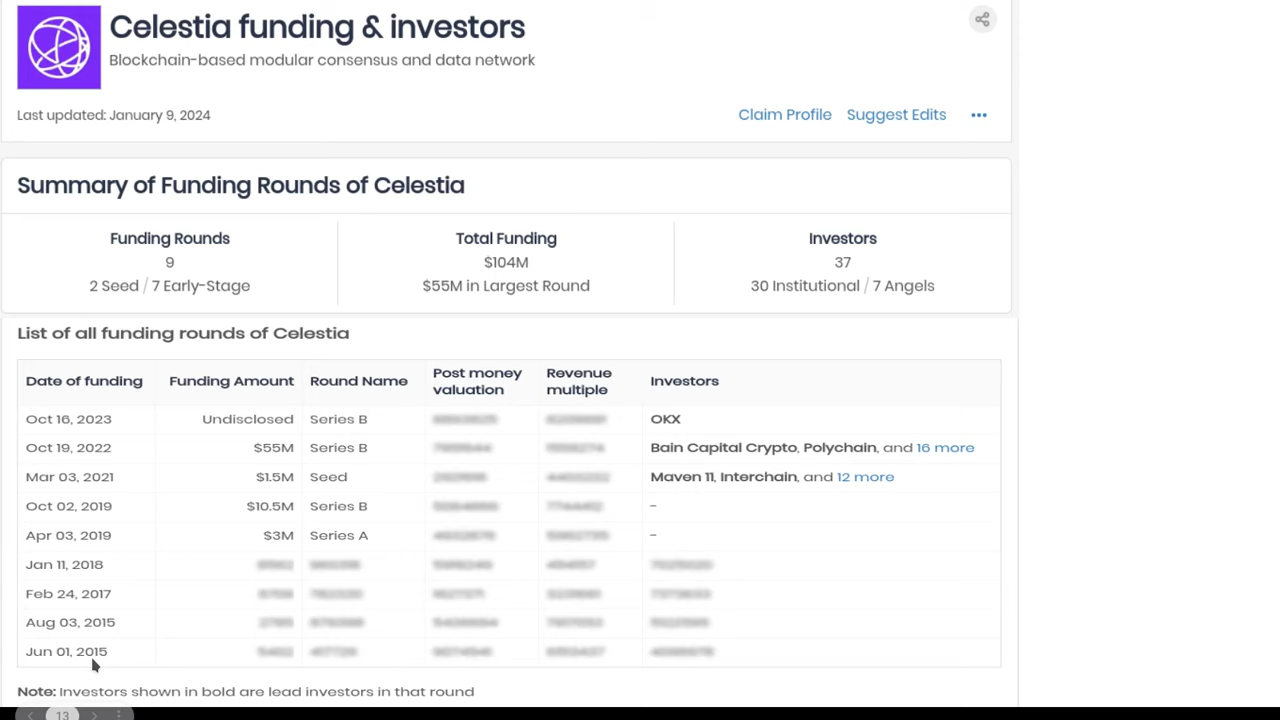 Celestia funding & investors
Blockchain-based modular consensus and data network
Last updated: January 9, 2024
Claim Profile Suggest Edits
Summary of Funding Rounds of Celestia
Funding Rounds Total Funding Investors
9 $104M 37
2 Seed / 7 Early-Stage $55M in Largest Round 30 Institutional / 7 Angels
List of all funding rounds of Celestia
Date of funding Funding Amount Round Name Post money valuation Revenue multiple Investors
Oct 16, 2023 Undisclosed Series B OKX
Oct 19, 2022 $55M Series B Bain Capital Crypto, Polychain, and 16 more
Mar 03, 2021 $1.5M Seed Maven 11, Interchain, and 12 more
Oct 02, 2019 $10.5M Series B -
Apr 03, 2019 $3M Series A -
Jan 11, 2018
Feb 24, 2017
Aug 03, 2015
Jun 01, 2015
Note: Investors shown in bold are lead investors in that round
13